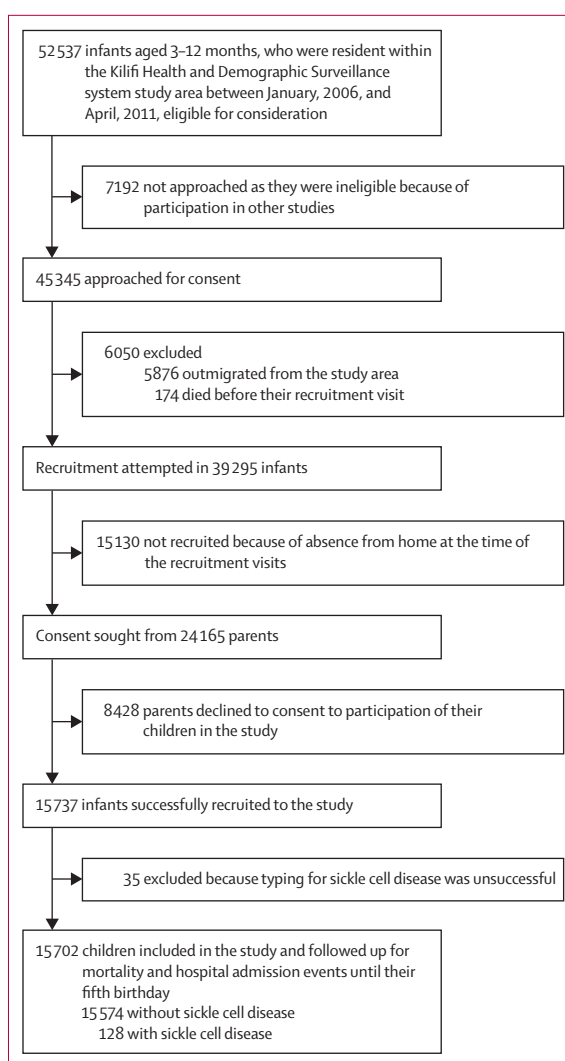 52 537 infants aged 3–12 months, who were resident within
the Kilifi Health and Demographic Surveillance
system study area between January, 2006, and
April, 2011, eligible for consideration
7192 not approached as they were ineligible because of
participation in other studies
45 345 approached for consent
6050 excluded
5876 outmigrated from the study area
174 died before their recruitment visit
Recruitment attempted in 39 295 infants
15 130 not recruited because of absence from home at the time of
the recruitment visits
Consent sought from 24 165 parents
8428 parents declined to consent to participation of their
children in the study
15 737 infants successfully recruited to the study
35 excluded because typing for sickle cell disease was unsuccessful
15 702 children included in the study and followed up for
mortality and hospital admission events until their
fifth birthday
15 574 without sickle cell disease
128 with sickle cell disease